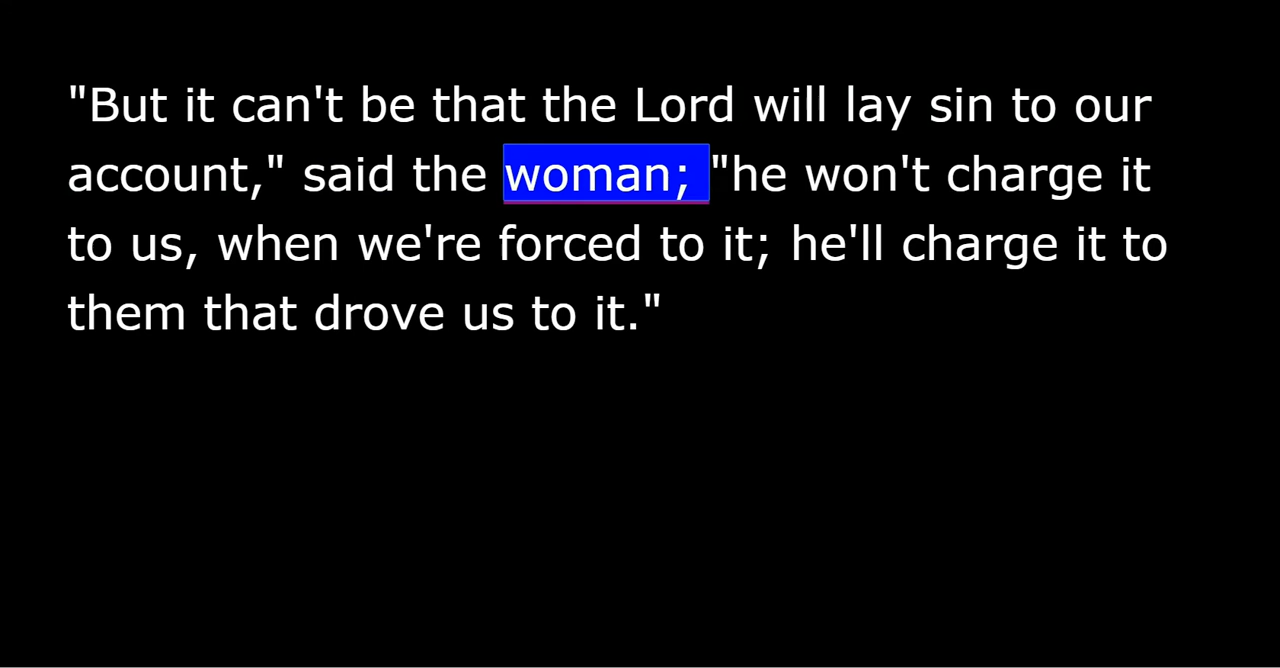 "But it can't be that the Lord will lay sin to our
account," said the woman; "he won't charge it
to us, when we're forced to it; he'll charge it to
them that drove us to it."